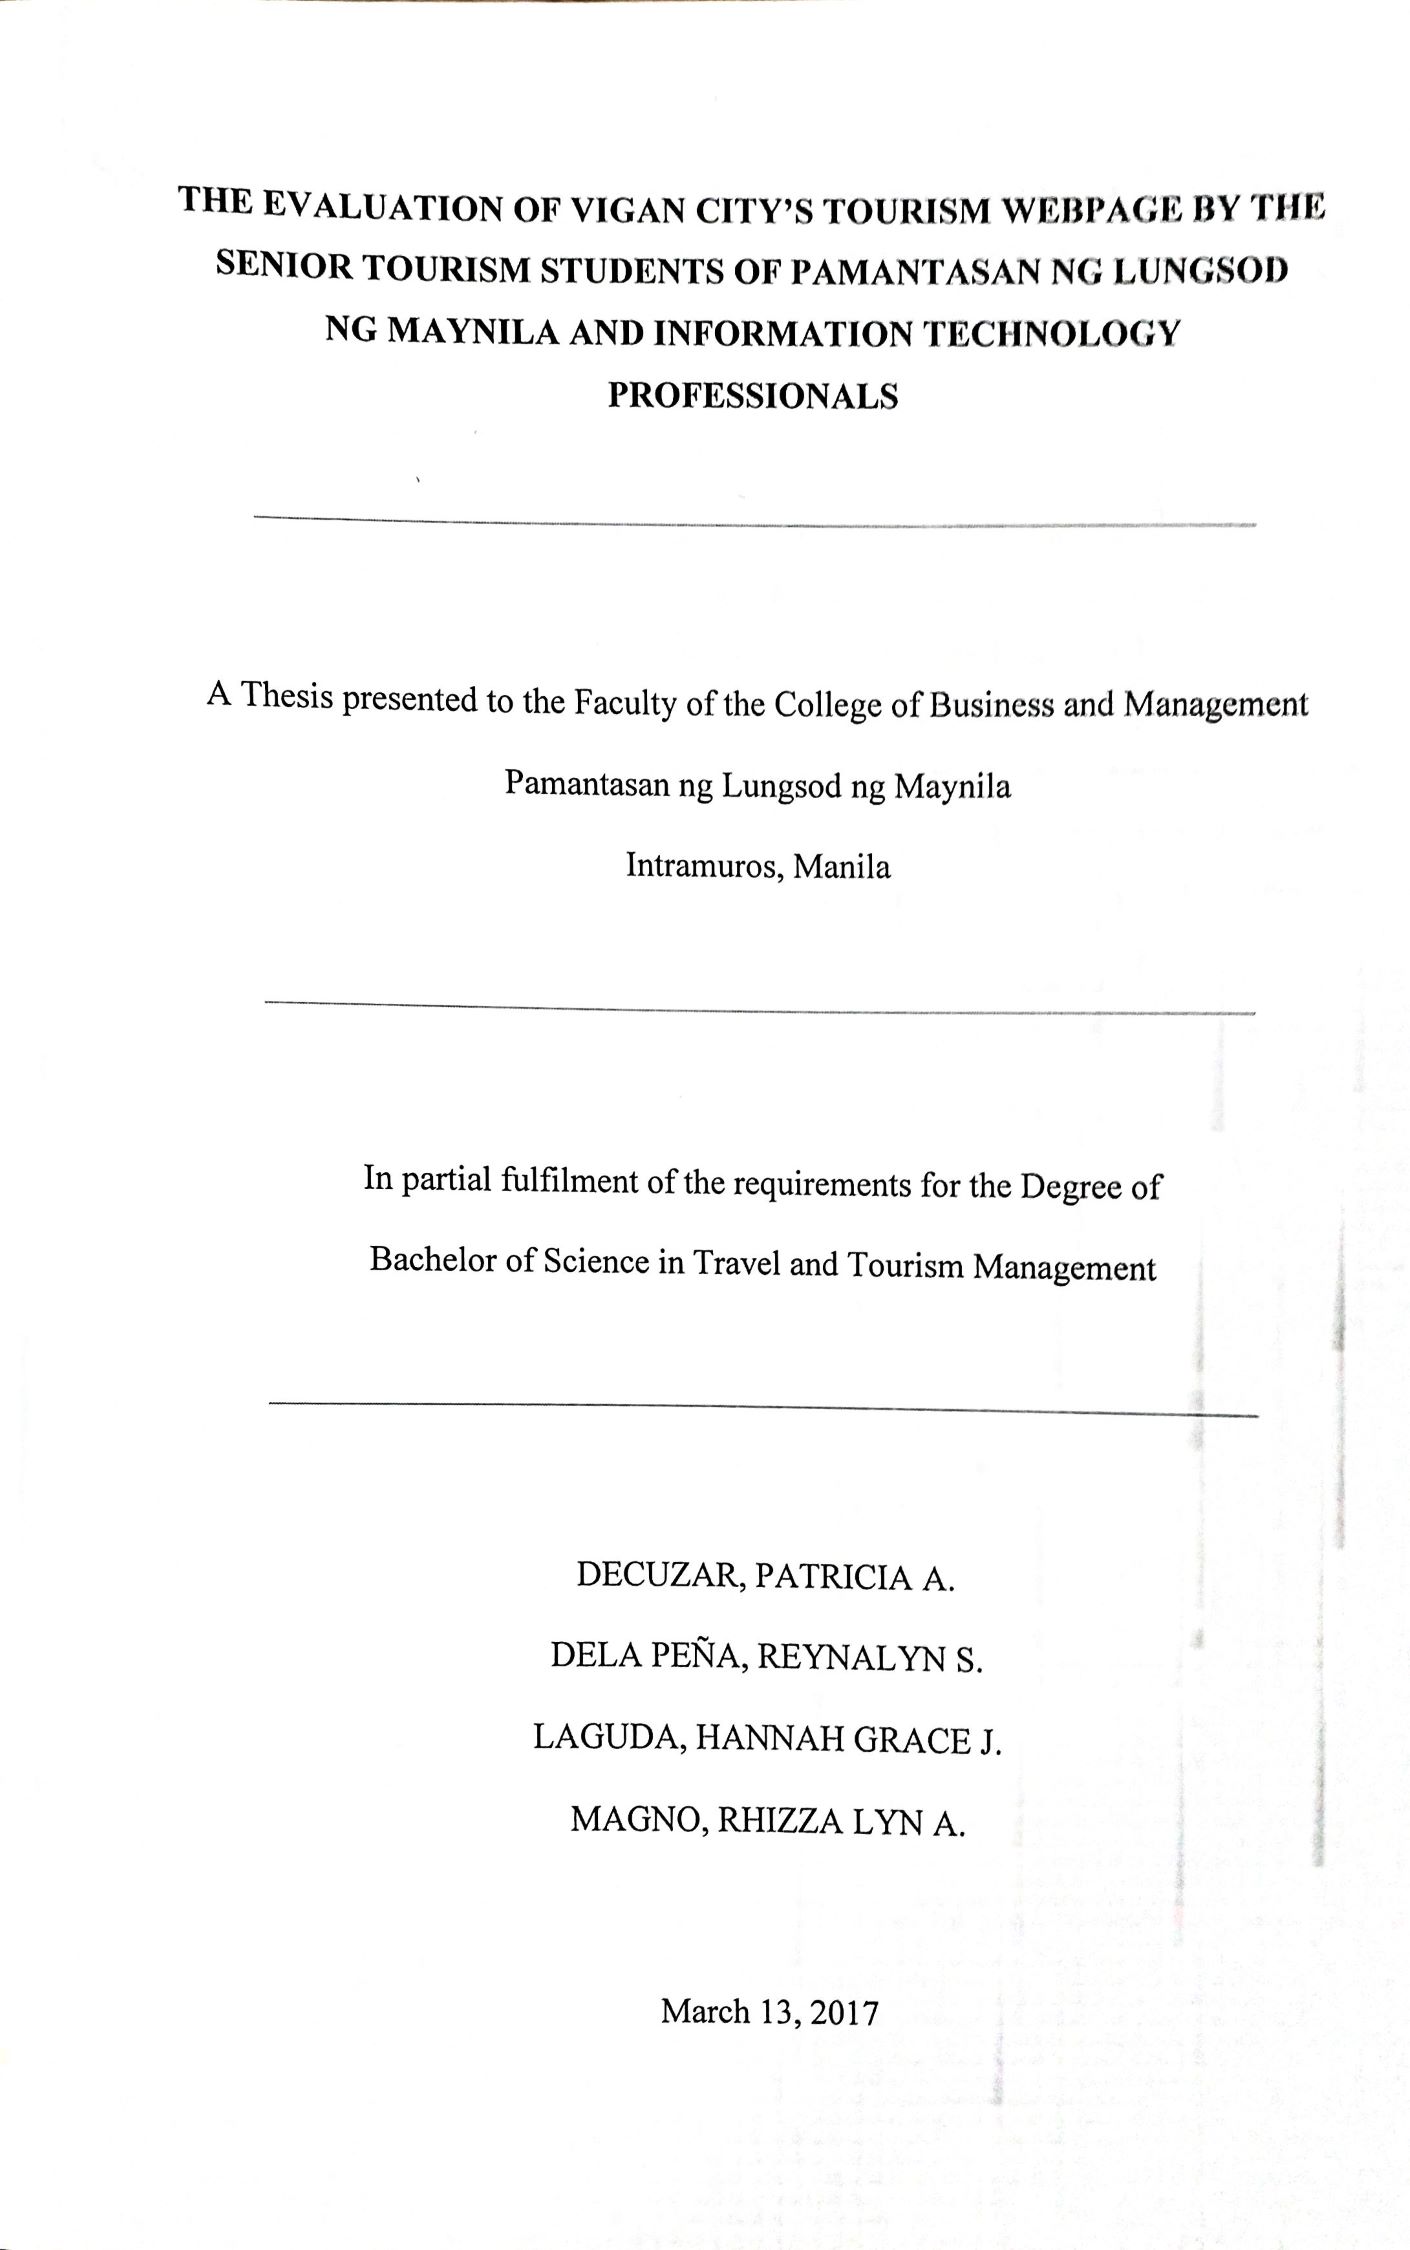 THE EVALUATION OF VIGAN CITY'S TOURISM WEBPAGE BY THE
SENIOR TOURISM STUDENTS OF PAMANTASAN NG LUNGSOD
NG MAYNILA AND INFORMATION TECHNOLOGY
PROFESSIONALS
A Thesis presented to the Faculty of the College of Business and Management
Pamantasan ng Lungsod ng Maynila
Intramuros, Manila
In partial fulfilment of the requirements for the Degree of
Bachelor of Science in Travel and Tourism Management
DECUZAR, PATRICIA A.
DELA PEÑA, REYNALYN S.
LAGUDA, HANNAH GRACE J.
MAGNO, RHIZZA LYN A.
March 13, 2017